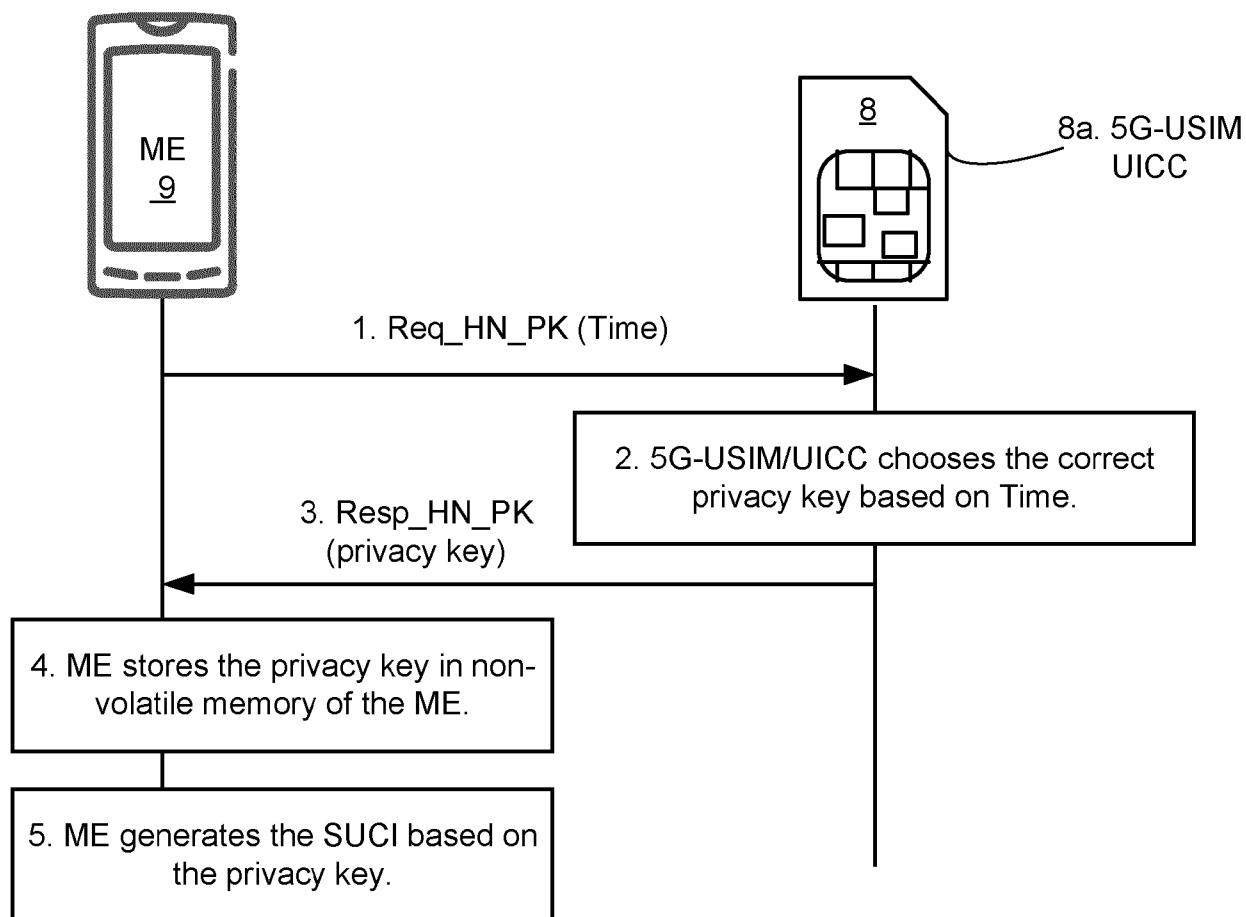 ME
9
8
8a. 5G-USIM
UICC
1. Req_HN_PK (Time)
2. 5G-USIM/UICC chooses the correct
privacy key based on Time.
3. Resp_HN_PK
(privacy key)
4. ME stores the privacy key in non-
volatile memory of the ME.
5. ME generates the SUCI based on
the privacy key.